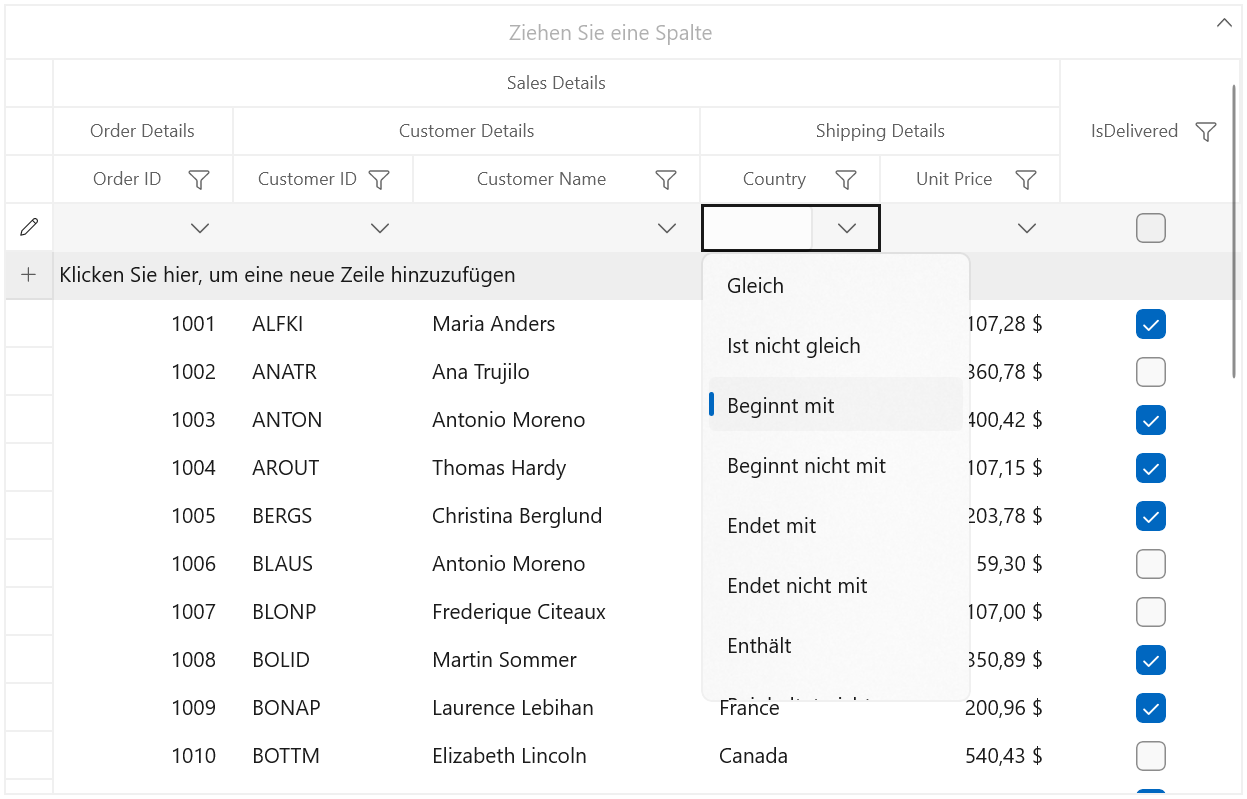 Ziehen Sie eine Spalte
Sales Details
Order Details Customer Details Shipping Details IsDelivered
Order ID Customer ID Customer Name Country Unit Price
Klicken Sie hier, um eine neue Zeile hinzuzufügen
Gleich
Ist nicht gleich
Beginnt mit
Beginnt nicht mit
Endet mit
Endet nicht mit
Enthält
1001 ALFKI Maria Anders 107,28 $
1002 ANATR Ana Trujilo 360,78 $
1003 ANTON Antonio Moreno 400,42 $
1004 AROUT Thomas Hardy 107,15 $
1005 BERGS Christina Berglund 203,78 $
1006 BLAUS Antonio Moreno 59,30 $
1007 BLONP Frederique Citeaux 107,00 $
1008 BOLID Martin Sommer 350,89 $
1009 BONAP Laurence Lebihan France 200,96 $
1010 BOTTM Elizabeth Lincoln Canada 540,43 $